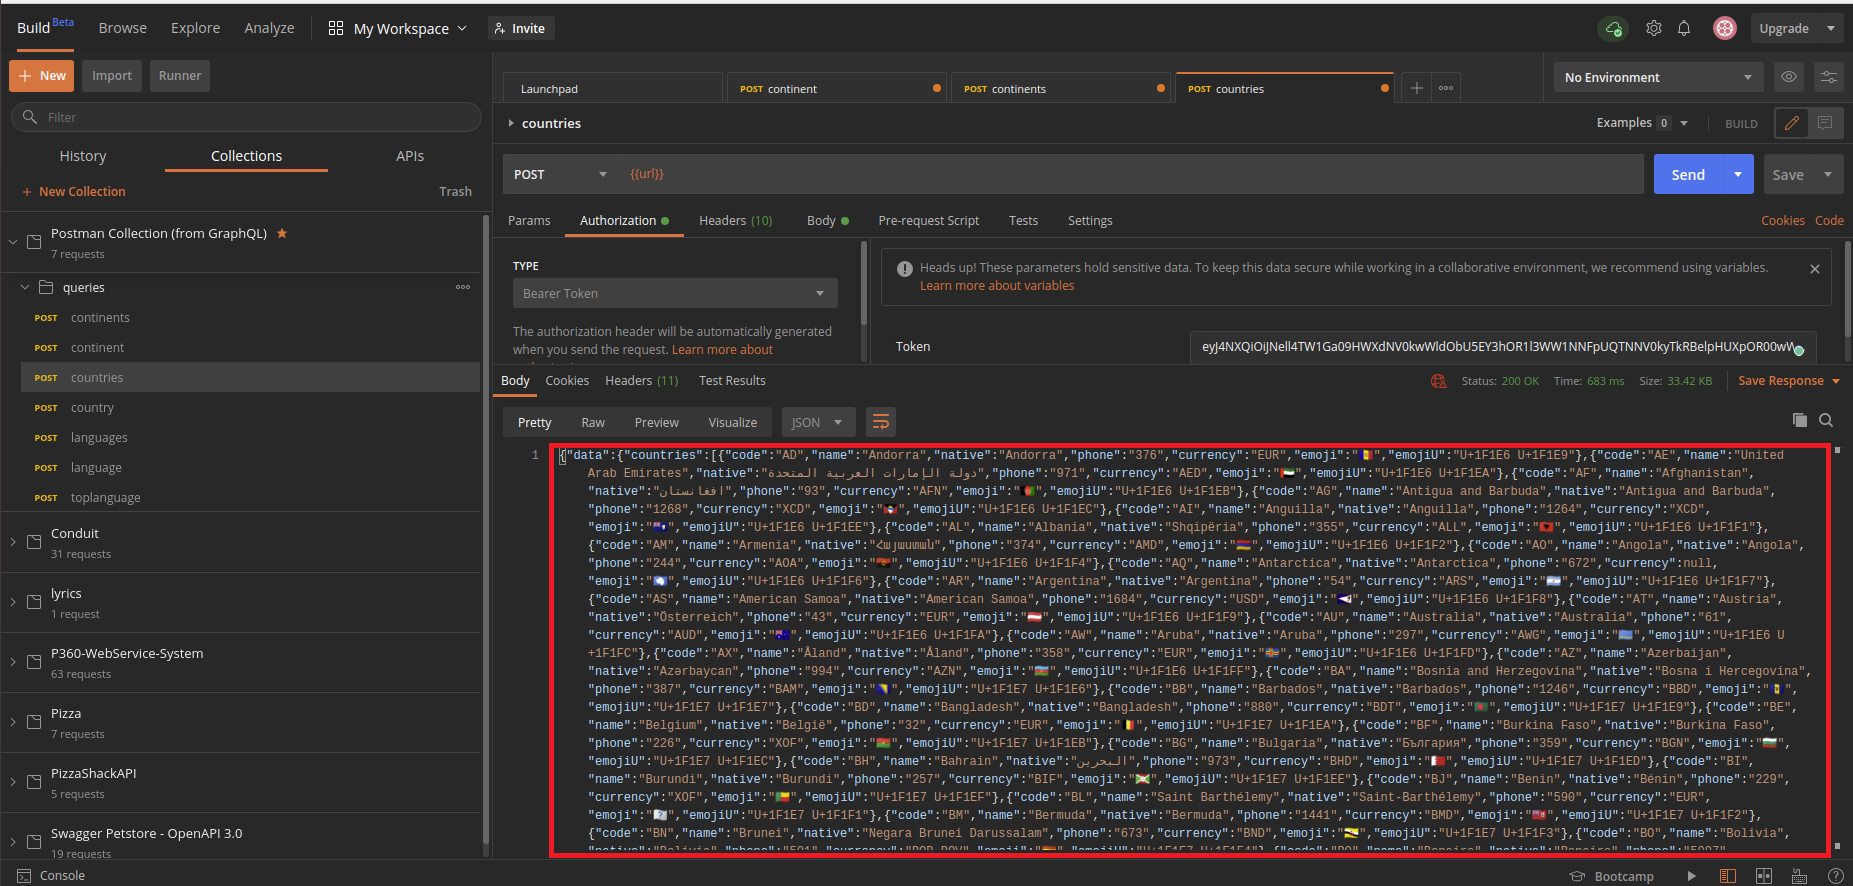 Build Beta Browse Explore Analyze My Workspace Invite Upgrade
New Import Runner
Filter
History Collections APIs
+ New Collection Trash
Postman Collection (from GraphQL) ★
7 requests
queries
POST continents
POST continent
POST countries
POST country
POST languages
POST language
POST toplanguage
Conduit
31 requests
lyrics
1 request
P360-WebService-System
63 requests
Pizza
7 requests
PizzaShackAPI
5 requests
Swagger Petstore - OpenAPI 3.0
19 requests
Console
Launchpad POST continent POST continents POST countries No Environment
countries Examples 0 BUILD
POST {{url}} Send Save
Params Authorization Headers (10) Body Pre-request Script Tests Settings Cookies Code
TYPE
Bearer Token
The authorization header will be automatically generated
when you send the request. Learn more about
Heads up! These parameters hold sensitive data. To keep this data secure while working in a collaborative environment, we recommend using variables.
Learn more about variables
Token
Body Cookies Headers (11) Test Results Status: 200 OK Time: 683 ms Size: 33.42 KB Save Response
Pretty Raw Preview Visualize JSON
1 {"data":{"countries":[{"code":"AD","name":"Andorra","native":"Andorra","phone":"376","currency":"EUR","emoji":"🇦🇩","emojiU":"U+1F1E6 U+1F1E9"},{"code":"AE","name":"United
Arab Emirates","native":"دولة الإمارات العربية المتحدة","phone":"971","currency":"AED","emoji":"🇦🇪","emojiU":"U+1F1E6 U+1F1EA"},{"code":"AF","name":"Afghanistan",
"native":"افغانستان","phone":"93","currency":"AFN","emoji":"🇦🇫","emojiU":"U+1F1E6 U+1F1EB"},{"code":"AG","name":"Antigua and Barbuda","native":"Antigua and Barbuda",
"phone":"1268","currency":"XCD","emoji":"🇦🇬","emojiU":"U+1F1E6 U+1F1EC"},{"code":"AI","name":"Anguilla","native":"Anguilla","phone":"1264","currency":"XCD",
"emoji":"🇦🇮","emojiU":"U+1F1E6 U+1F1EE"},{"code":"AL","name":"Albania","native":"Shqipëria","phone":"355","currency":"ALL","emoji":"🇦🇱","emojiU":"U+1F1E6 U+1F1F1"},
{"code":"AM","name":"Armenia","native":"Հայաստան","phone":"374","currency":"AMD","emoji":"🇦🇲","emojiU":"U+1F1E6 U+1F1F2"},{"code":"AO","name":"Angola","native":"Angola",
"phone":"244","currency":"AOA","emoji":"🇦🇴","emojiU":"U+1F1E6 U+1F1F4"},{"code":"AQ","name":"Antarctica","native":"Antarctica","phone":"672","currency":null,
"emoji":"🇦🇶","emojiU":"U+1F1E6 U+1F1F6"},{"code":"AR","name":"Argentina","native":"Argentina","phone":"54","currency":"ARS","emoji":"🇦🇷","emojiU":"U+1F1E6 U+1F1F7"},
{"code":"AS","name":"American Samoa","native":"American Samoa","phone":"1684","currency":"USD","emoji":"🇦🇸","emojiU":"U+1F1E6 U+1F1F8"},{"code":"AT","name":"Austria",
"native":"Österreich","phone":"43","currency":"EUR","emoji":"🇦🇹","emojiU":"U+1F1E6 U+1F1F9"},{"code":"AU","name":"Australia","native":"Australia","phone":"61",
"currency":"AUD","emoji":"🇦🇺","emojiU":"U+1F1E6 U+1F1FA"},{"code":"AW","name":"Aruba","native":"Aruba","phone":"297","currency":"AWG","emoji":"🇦🇼","emojiU":"U+1F1E6 U
+1F1FC"},{"code":"AX","name":"Åland","native":"Åland","phone":"358","currency":"EUR","emoji":"🇦🇽","emojiU":"U+1F1E6 U+1F1FD"},{"code":"AZ","name":"Azerbaijan",
"native":"Azərbaycan","phone":"994","currency":"AZN","emoji":"🇦🇿","emojiU":"U+1F1E6 U+1F1FF"},{"code":"BA","name":"Bosnia and Herzegovina","native":"Bosna i Hercegovina",
"phone":"387","currency":"BAM","emoji":"🇧🇦","emojiU":"U+1F1E7 U+1F1E6"},{"code":"BB","name":"Barbados","native":"Barbados","phone":"1246","currency":"BBD","emoji":"🇧🇧",
"emojiU":"U+1F1E7 U+1F1E7"},{"code":"BD","name":"Bangladesh","native":"Bangladesh","phone":"880","currency":"BDT","emoji":"🇧🇩","emojiU":"U+1F1E7 U+1F1E9"},{"code":"BE",
"name":"Belgium","native":"België","phone":"32","currency":"EUR","emoji":"🇧🇪","emojiU":"U+1F1E7 U+1F1EA"},{"code":"BF","name":"Burkina Faso","native":"Burkina Faso",
"phone":"226","currency":"XOF","emoji":"🇧🇫","emojiU":"U+1F1E7 U+1F1EB"},{"code":"BG","name":"Bulgaria","native":"България","phone":"359","currency":"BGN","emoji":"🇧🇬",
"emojiU":"U+1F1E7 U+1F1EC"},{"code":"BH","name":"Bahrain","native":"البحرين","phone":"973","currency":"BHD","emoji":"🇧🇭","emojiU":"U+1F1E7 U+1F1ED"},{"code":"BI",
"name":"Burundi","native":"Burundi","phone":"257","currency":"BIF","emoji":"🇧🇮","emojiU":"U+1F1E7 U+1F1EE"},{"code":"BJ","name":"Benin","native":"Bénin","phone":"229",
"currency":"XOF","emoji":"🇧🇯","emojiU":"U+1F1E7 U+1F1EF"},{"code":"BL","name":"Saint Barthélemy","native":"Saint-Barthélemy","phone":"590","currency":"EUR",
"emoji":"🇧🇱","emojiU":"U+1F1E7 U+1F1F1"},{"code":"BM","name":"Bermuda","native":"Bermuda","phone":"1441","currency":"BMD","emoji":"🇧🇲","emojiU":"U+1F1E7 U+1F1F2"},
{"code":"BN","name":"Brunei","native":"Negara Brunei Darussalam","phone":"673","currency":"BND","emoji":"🇧🇳","emojiU":"U+1F1E7 U+1F1F3"},{"code":"BO","name":"Bolivia",
Bootcamp